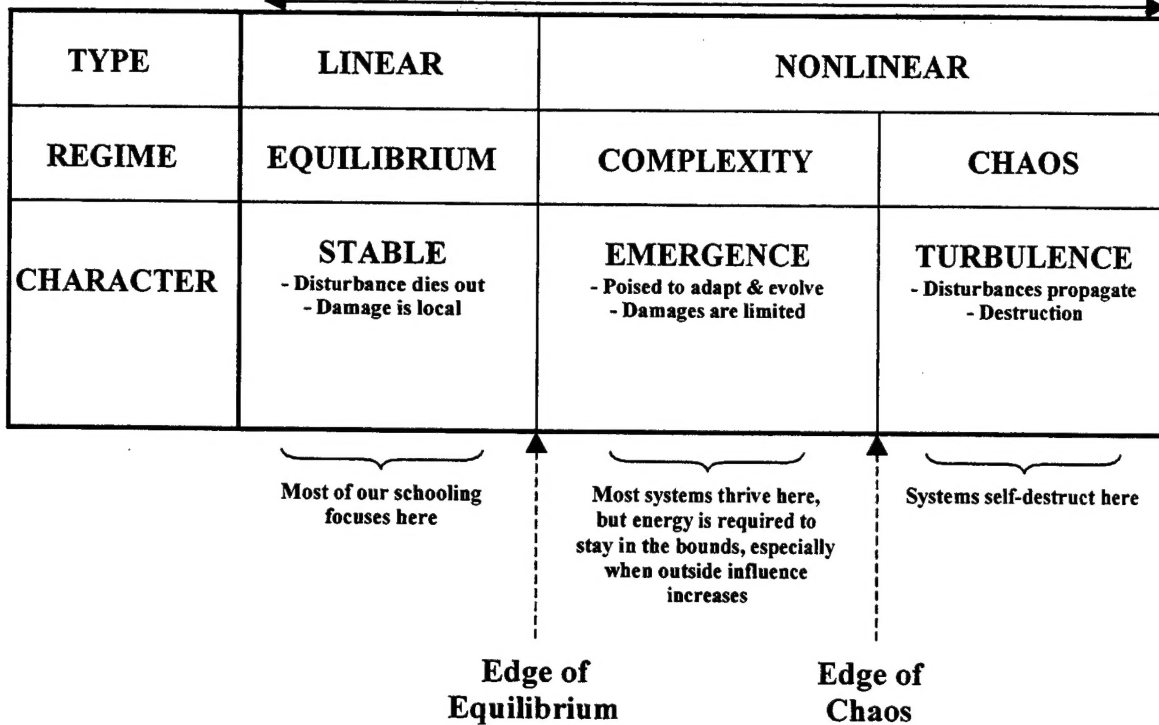 TYPE
LINEAR
NONLINEAR
REGIME
EQUILIBRIUM
COMPLEXITY
CHAOS
CHARACTER
STABLE
- Disturbance dies out
- Damage is local
EMERGENCE
- Poised to adapt & evolve
- Damages are limited
TURBULENCE
- Disturbances propagate
- Destruction
Most of our schooling
focuses here
Most systems thrive here,
but energy is required to
stay in the bounds, especially
when outside influence
increases
Systems self-destruct here
Edge of
Equilibrium
Edge of
Chaos